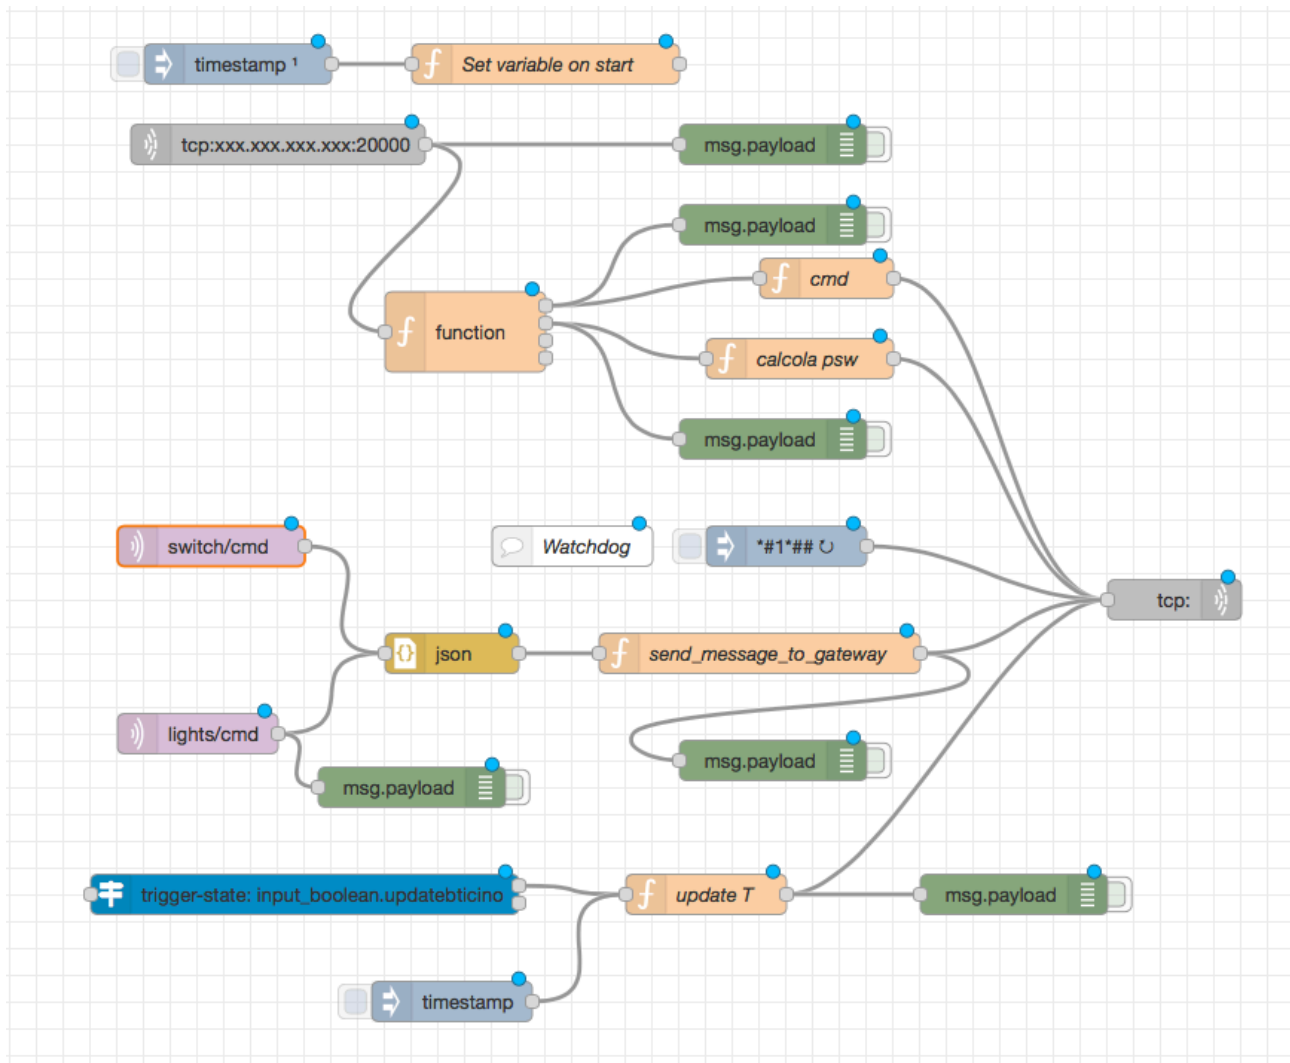 timestamp ¹
Set variable on start
tcp:xxx.xxx.xxx.xxx:20000
msg.payload
msg.payload
cmd
function
calcola psw
msg.payload
switch/cmd
Watchdog
*#1*## ↻
tcp:
json
send_message_to_gateway
lights/cmd
msg.payload
msg.payload
trigger-state: input_boolean.updatebticino
update T
msg.payload
timestamp